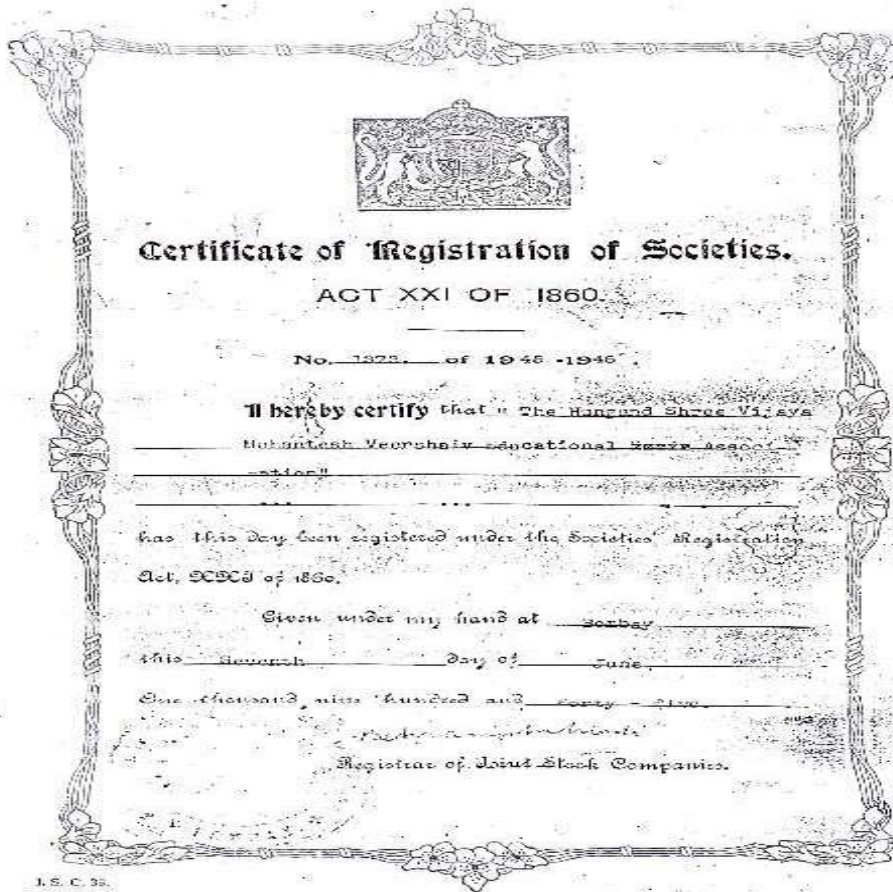 Certificate of Registration of Societies.
ACT XXI OF 1860.
No. of 1945-1946.
I hereby certify that "The Hungund Shree Vijaya
Mahantesh Veershaiv Educational Associ-
-ation"
... ...
has this day been registered under the Societies Registration
Act, XXI of 1860.
Given under my hand at Bombay
this Seventh day of June
One thousand nine hundred and forty - five.
Registrar of Joint Stock Companies.
J. S. C. 38.